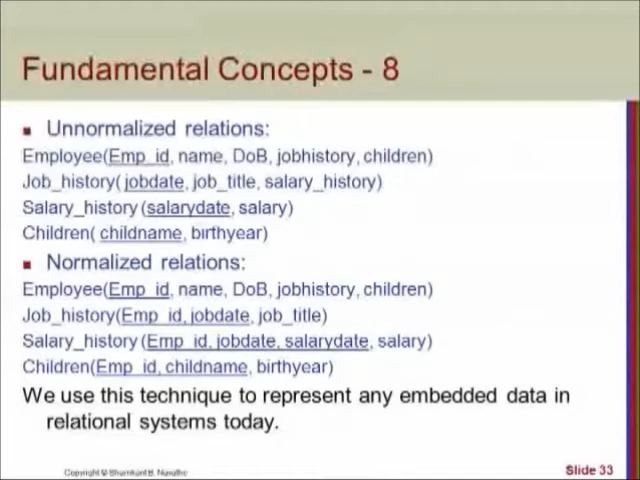 Fundamental Concepts - 8
Unnormalized relations:
Employee(Emp_id, name, DoB, jobhistory, children)
Job_history( jobdate, job_title, salary_history)
Salary_history (salarydate, salary)
Children( childname, birthyear)
Normalized relations:
Employee(Emp_id, name, DoB, jobhistory, children)
Job_history(Emp_id, jobdate, job_title)
Salary_history (Emp_id, jobdate, salarydate, salary)
Children(Emp_id, childname, birthyear)
We use this technique to represent any embedded data in
relational systems today.
Copyright © Shamkant B. Navathe
Slide 33